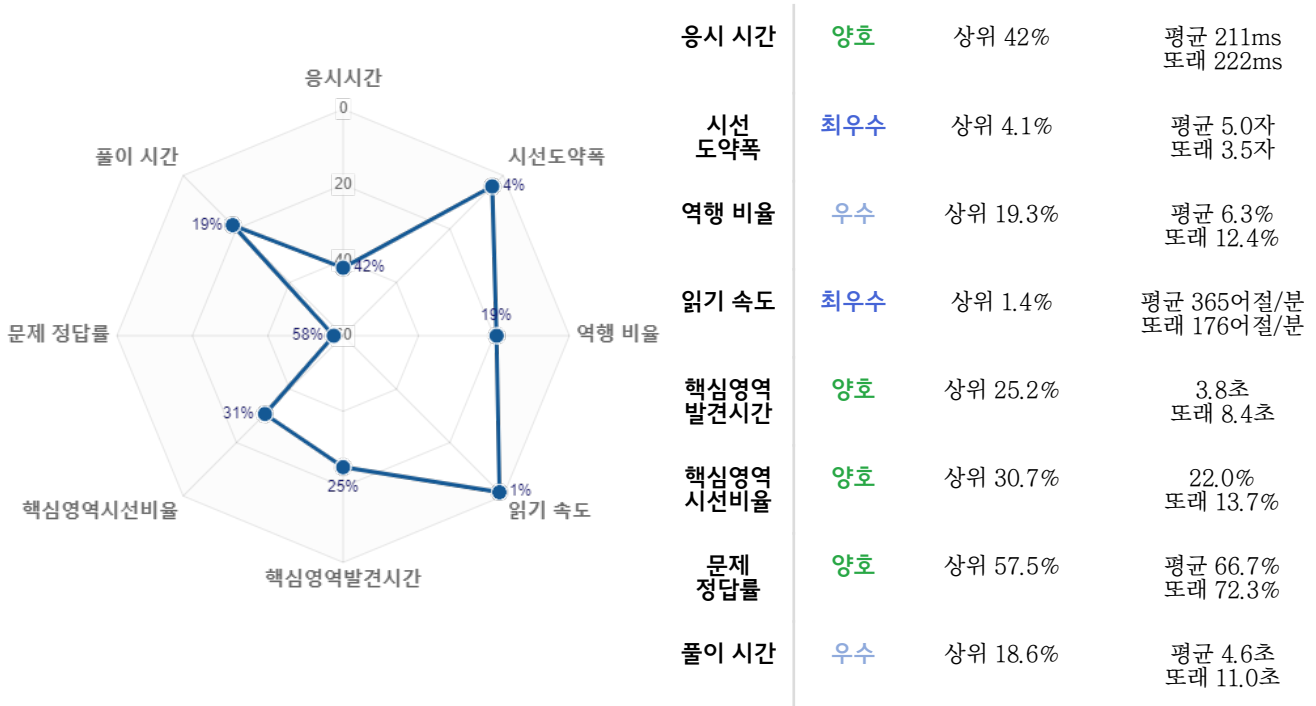 응시시간
0
시선도약폭
4%
풀이 시간
20
19%
40
42%
문제 정답률
58%
60
19%
역행 비율
31%
25%
1%
핵심영역시선비율
읽기 속도
핵심영역발견시간
응시 시간 양호 상위 42% 평균 211ms
또래 222ms
시선 최우수 상위 4.1% 평균 5.0자
도약폭 또래 3.5자
역행 비율 우수 상위 19.3% 평균 6.3%
또래 12.4%
읽기 속도 최우수 상위 1.4% 평균 365어절/분
또래 176어절/분
핵심영역 양호 상위 25.2% 3.8초
발견시간 또래 8.4초
핵심영역 양호 상위 30.7% 22.0%
시선비율 또래 13.7%
문제 양호 상위 57.5% 평균 66.7%
정답률 또래 72.3%
풀이 시간 우수 상위 18.6% 평균 4.6초
또래 11.0초